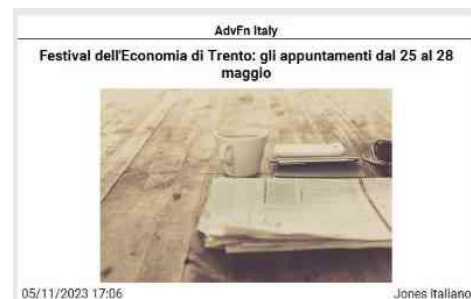 AdvFn Italy
Festival dell'Economia di Trento: gli appuntamenti dal 25 al 28
maggio
05/11/2023 17:06
Jones Italiano